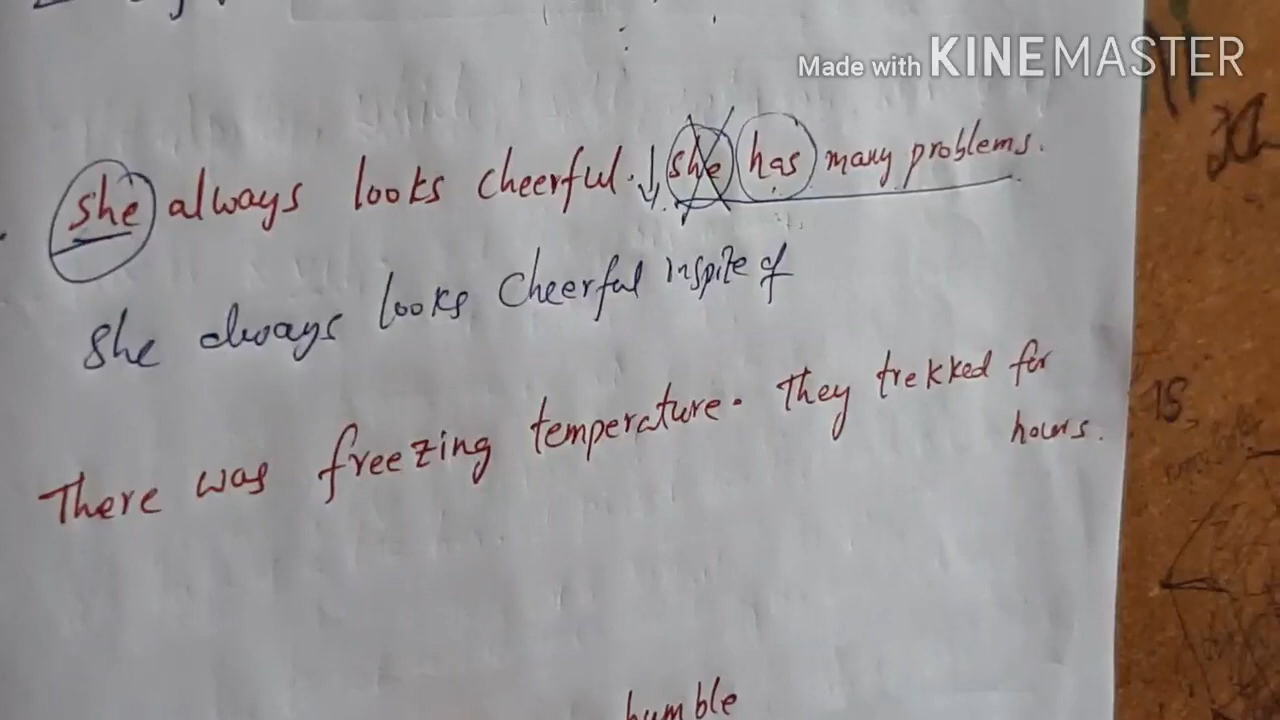 Made with KINEMASTER
she always looks cheerful. she has many problems.
She always looks Cheerful inspite of
There was freezing temperature. They trekked for
hours.
humble